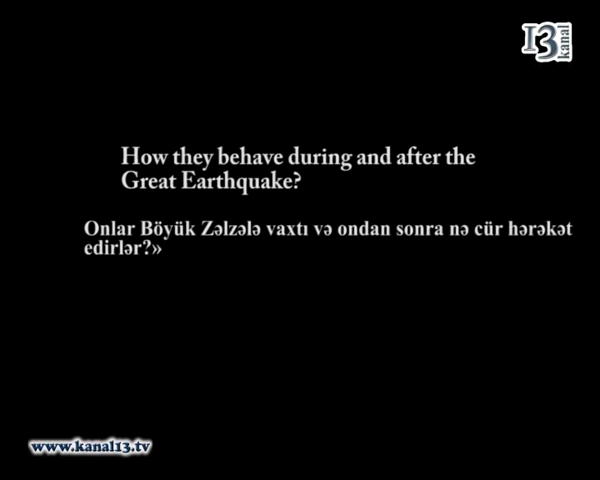 13
kanal
How they behave during and after the
Great Earthquake?
Onlar Böyük Zəlzələ vaxtı və ondan sonra nə cür hərəkət
edirlər?»
www.kanal13.tv